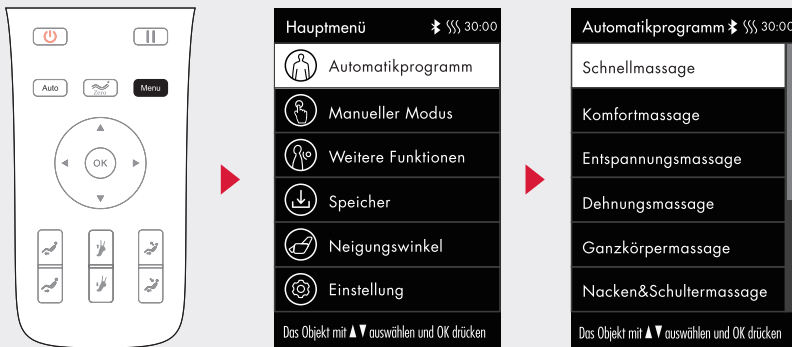 Auto
Zero
Menu
OK
Hauptmenü 30:00
Automatikprogramm
Manueller Modus
Weitere Funktionen
Speicher
Neigungswinkel
Einstellung
Das Objekt mit ▲▼ auswählen und OK drücken
Automatikprogramm 30:00
Schnellmassage
Komfortmassage
Entspannungsmassage
Dehnungsmassage
Ganzkörpermassage
Nacken&Schultermassage
Das Objekt mit ▲▼ auswählen und OK drücken